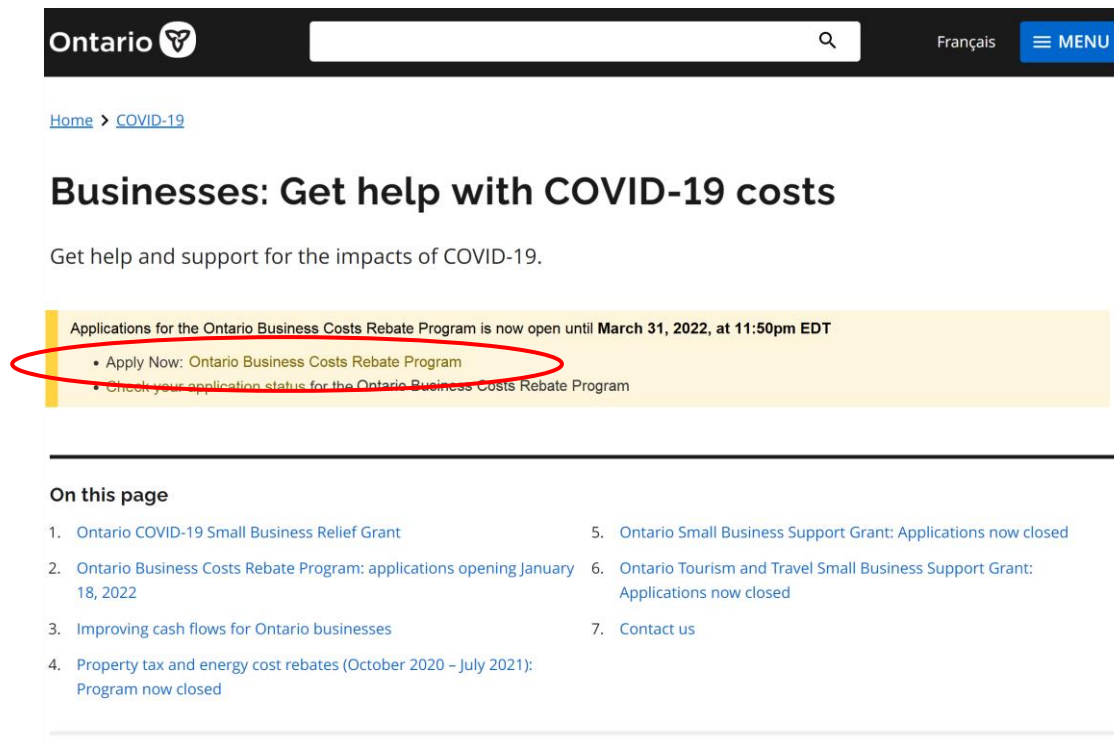 Ontario
Français
MENU
Home > COVID-19
Businesses: Get help with COVID-19 costs
Get help and support for the impacts of COVID-19.
Applications for the Ontario Business Costs Rebate Program is now open until March 31, 2022, at 11:50pm EDT
• Apply Now: Ontario Business Costs Rebate Program
• Check your application status for the Ontario Business Costs Rebate Program
On this page
1. Ontario COVID-19 Small Business Relief Grant
2. Ontario Business Costs Rebate Program: applications opening January
18, 2022
3. Improving cash flows for Ontario businesses
4. Property tax and energy cost rebates (October 2020 – July 2021):
Program now closed
5. Ontario Small Business Support Grant: Applications now closed
6. Ontario Tourism and Travel Small Business Support Grant:
Applications now closed
7. Contact us